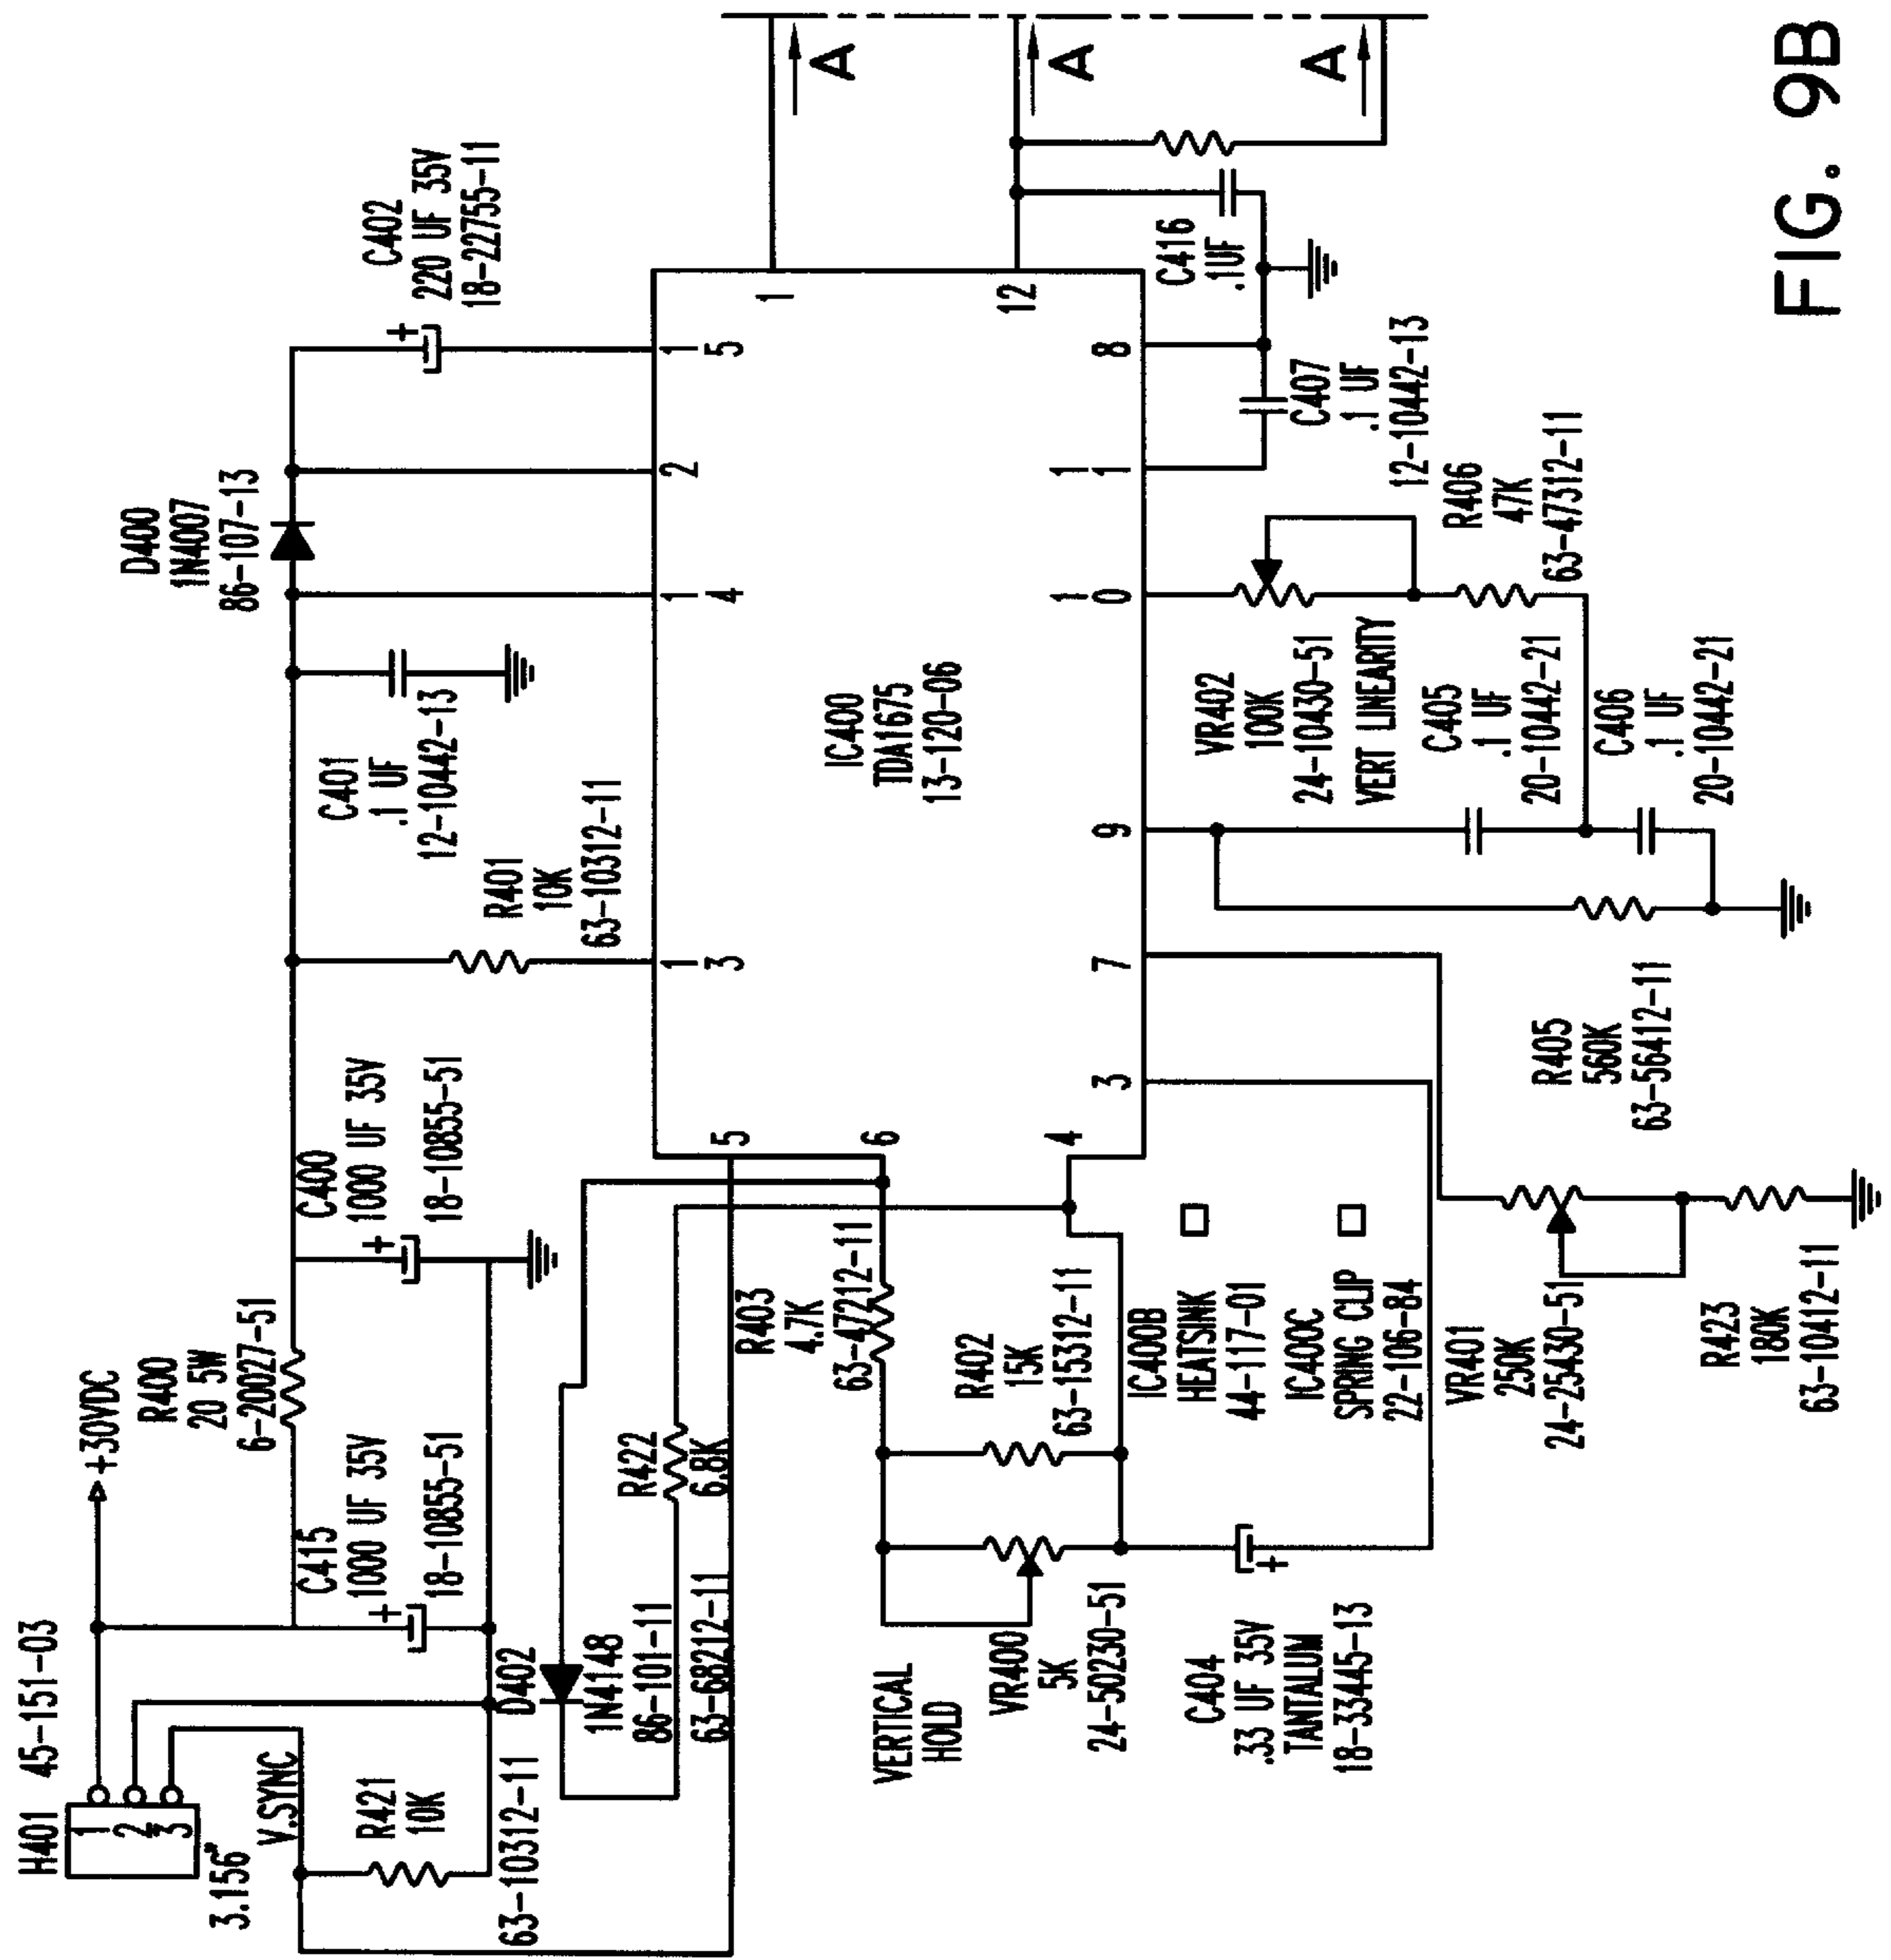 H401 45-151-03
1
2
3
3.156"
V.SYNC
R421
10K
63-10312-11
+30VDC
R400
20 5W
6-20027-51
C415
1000 UF 35V
18-10855-51
C400
1000 UF 35V
18-10855-51
D402
1N4148
86-101-11
R422
6.8K
63-68212-11
R401
10K
63-10312-11
C401
.1 UF
12-10442-13
D400
1N4007
86-107-13
C402
220 UF 35V
18-22755-11
13
14
2
15
5
6
4
1
12
3
7
9
10
11
8
IC400
TDA1675
13-120-06
R403
4.7K
63-47212-11
R402
15K
63-15312-11
VERTICAL
HOLD
VR400
5K
24-50230-51
C404
.33 UF 35V
TANTALUM
18-33445-13
IC400B
HEATSINK
44-117-01
IC400C
SPRING CLIP
22-106-84
VR401
250K
24-25430-51
R423
180K
63-10412-11
R405
560K
63-56412-11
VR402
100K
24-10430-51
VERT LINEARITY
C405
.1 UF
20-10442-21
C406
.1 UF
20-10442-21
R406
47K
63-47312-11
C407
.1 UF
12-10442-13
C416
.1UF
A
A
A
FIG. 9B